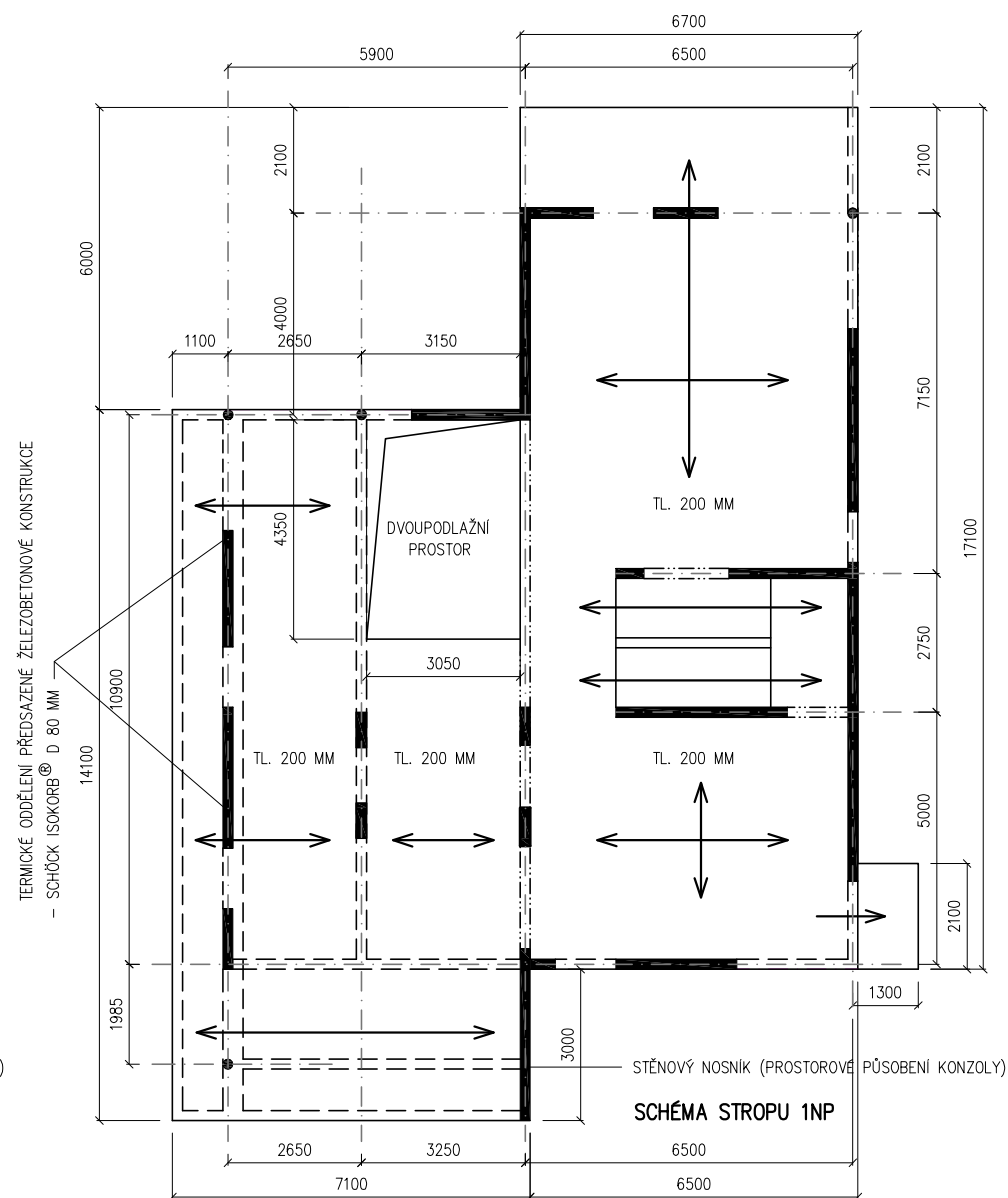 6700
5900
6500
2100
2100
6000
4000
1100
2650
3150
7150
17100
TL. 200 MM
4350
DVOUPODLAŽNÍ
PROSTOR
TERMICKÉ ODDĚLENÍ PŘEDSAZENÉ ŽELEZOBETONOVÉ KONSTRUKCE
– SCHÖCK ISOKORB® D 80 MM
2750
3050
10900
14100
TL. 200 MM
TL. 200 MM
TL. 200 MM
5000
2100
1300
1985
3000
)
STĚNOVÝ NOSNÍK (PROSTOROVÉ PŮSOBENÍ KONZOLY)
SCHÉMA STROPU 1NP
2650
3250
6500
7100
6500